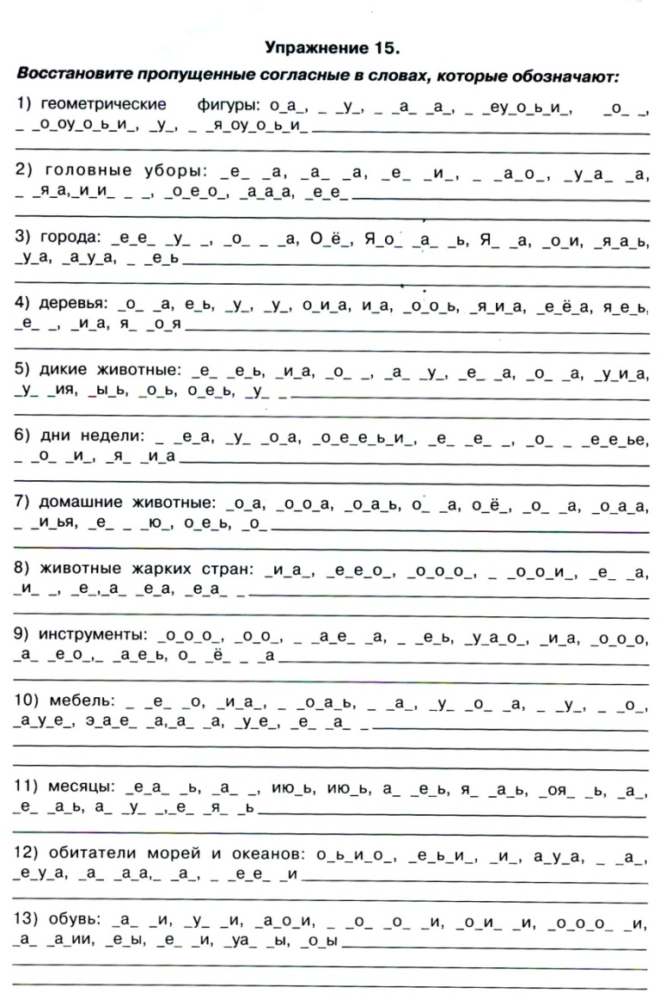 Упражнение 15.
Восстановите пропущенные согласные в словах, которые обозначают:
1) геометрические фигуры: о_а_, _ _у_, _ _а_ _а_, _ _еу_о_ь_и_, _о_ _,
_ _о_оу_о_ь_и_, _у_, _ _я_оу_о_ь_и_
2) головные уборы: _е_ _а, _а_ _а, _е_ _и_, _ _а_о_, _у_а_ _а,
_ _я_а,_и_и_ _ _, _о_е_о_, _а_а_а, _е_е_
3) города: _е_е_ _у_ _, _о_ _ _а, О_ё_, Я_о_ _а_ _ь, Я_ _а, _о_и, _я_а_ь,
_у_а, _а_у_а, _ _е_ь
4) деревья: _о_ _а, е_ь, _у_, _у_, о_и_а, и_а, _о_о_ь, _я_и_а, _е_ё_а, я_е_ь,
_е_ _, _и_а, я_ _о_я
5) дикие животные: _е_ _е_ь, _и_а, _о_ _, _а_ _у_, _е_ _а, _о_ _а, _у_и_а,
_у_ _ия, _ы_ь, _о_ь, о_е_ь, _у_ _
6) дни недели: _ _е_а, _у_ _о_а, _о_е_е_ь_и_, _е_ _е_ _, _о_ _ _е_е_ье,
_ _о_ _и_, _я_ _и_а
7) домашние животные: _о_а, _о_о_а, _о_а_ь, о_ _а, о_ё_, _о_ _а, _о_а_а,
_ _и_ья, _е_ _ _ю_, о_е_ь, _о_
8) животные жарких стран: _и_а_, _е_е_о_, _о_о_о_, _ _о_о_и_, _е_ _а,
_и_ _, _е_,_а_ _е_а, _е_а_ _
9) инструменты: _о_о_о_, _о_о_, _ _а_е_ _а, _ _е_ь, _у_а_о_, _и_а, _о_о_о,
_а_ _е_о_,_ _а_е_ь, о_ _ё_ _ _а
10) мебель: _ _е_ _о, _и_а_, _ _о_а_ь, _ _а_, _у_ _о_ _а, _ _у_, _ _о_,
_а_у_е_, э_а_е_ _а,_а_ _а, _у_е_, _е_ _а_ _
11) месяцы: _е_а_ _ь, _а_ _, ию_ь, ию_ь, а_ _е_ь, я_ _а_ь, _оя_ _ь, _а_,
_е_ _а_ь, а_ _у_ _,_е_ _я_ _ь
12) обитатели морей и океанов: о_ь_и_о_, _е_ь_и_, _и_, а_у_а, _ _а_,
_е_у_а, _а_ _а_а,_ _а_, _ _е_е_ _и
13) обувь: _а_ _и, _у_ _и, _а_о_и, _ _о_ _о_ _и, _о_и_ _и, _о_о_о_ _и,
_а_ _а_ии, _е_ы, _е_ _и, _уа_ _ы, _о_ы